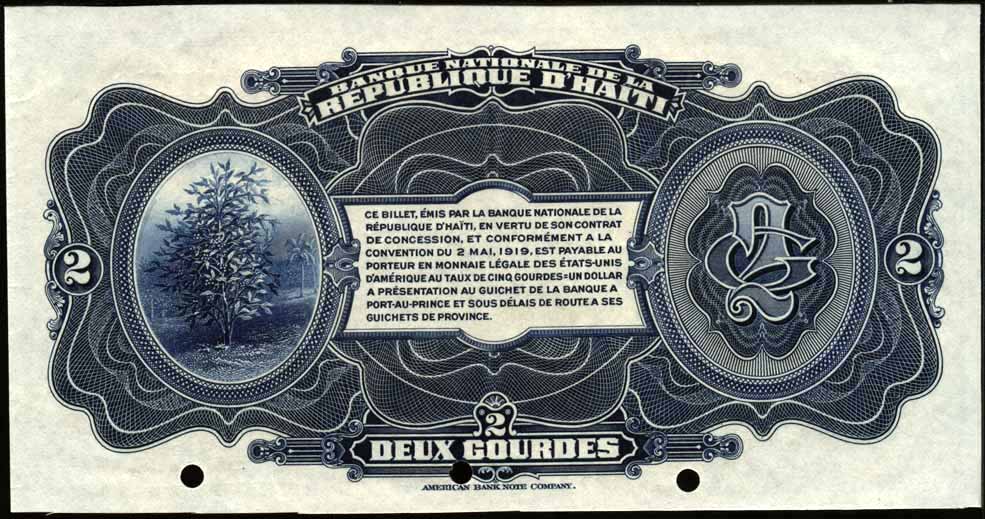 BANQUE NATIONALE DE LA
RÉPUBLIQUE D'HAÏTI
CE BILLET, ÉMIS PAR LA BANQUE NATIONALE DE LA
RÉPUBLIQUE D'HAÏTI, EN VERTU DE SON CONTRAT
DE CONCESSION, ET CONFORMÉMENT A LA
CONVENTION DU 2 MAI, 1919, EST PAYABLE AU
PORTEUR EN MONNAIE LÉGALE DES ÉTATS-UNIS
D'AMÉRIQUE AU TAUX DE CINQ GOURDES=UN DOLLAR
A PRÉSENTATION AU GUICHET DE LA BANQUE A
PORT-AU-PRINCE ET SOUS DÉLAIS DE ROUTE A SES
GUICHETS DE PROVINCE.
2
2
2
DEUX GOURDES
AMERICAN BANK NOTE COMPANY.